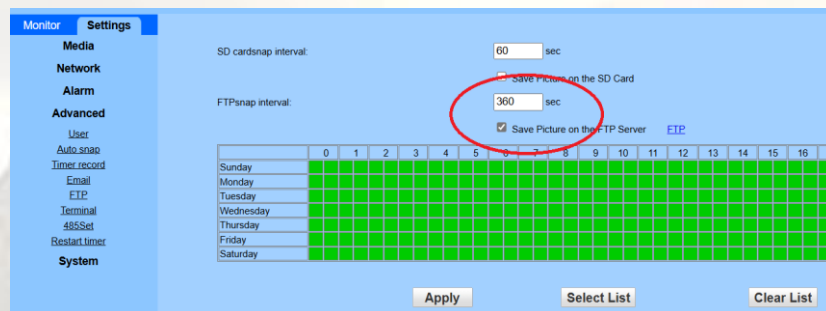 Monitor Settings
Media
Network
Alarm
Advanced
User
Auto snap
Timer record
Email
FTP
Terminal
485Set
Restart timer
System
SD cardsnap interval: 60 sec
Save Picture on the SD Card
FTPsnap interval: 360 sec
Save Picture on the FTP Server FTP
0 1 2 3 4 5 6 7 8 9 10 11 12 13 14 15 16
Sunday
Monday
Tuesday
Wednesday
Thursday
Friday
Saturday
Apply Select List Clear List